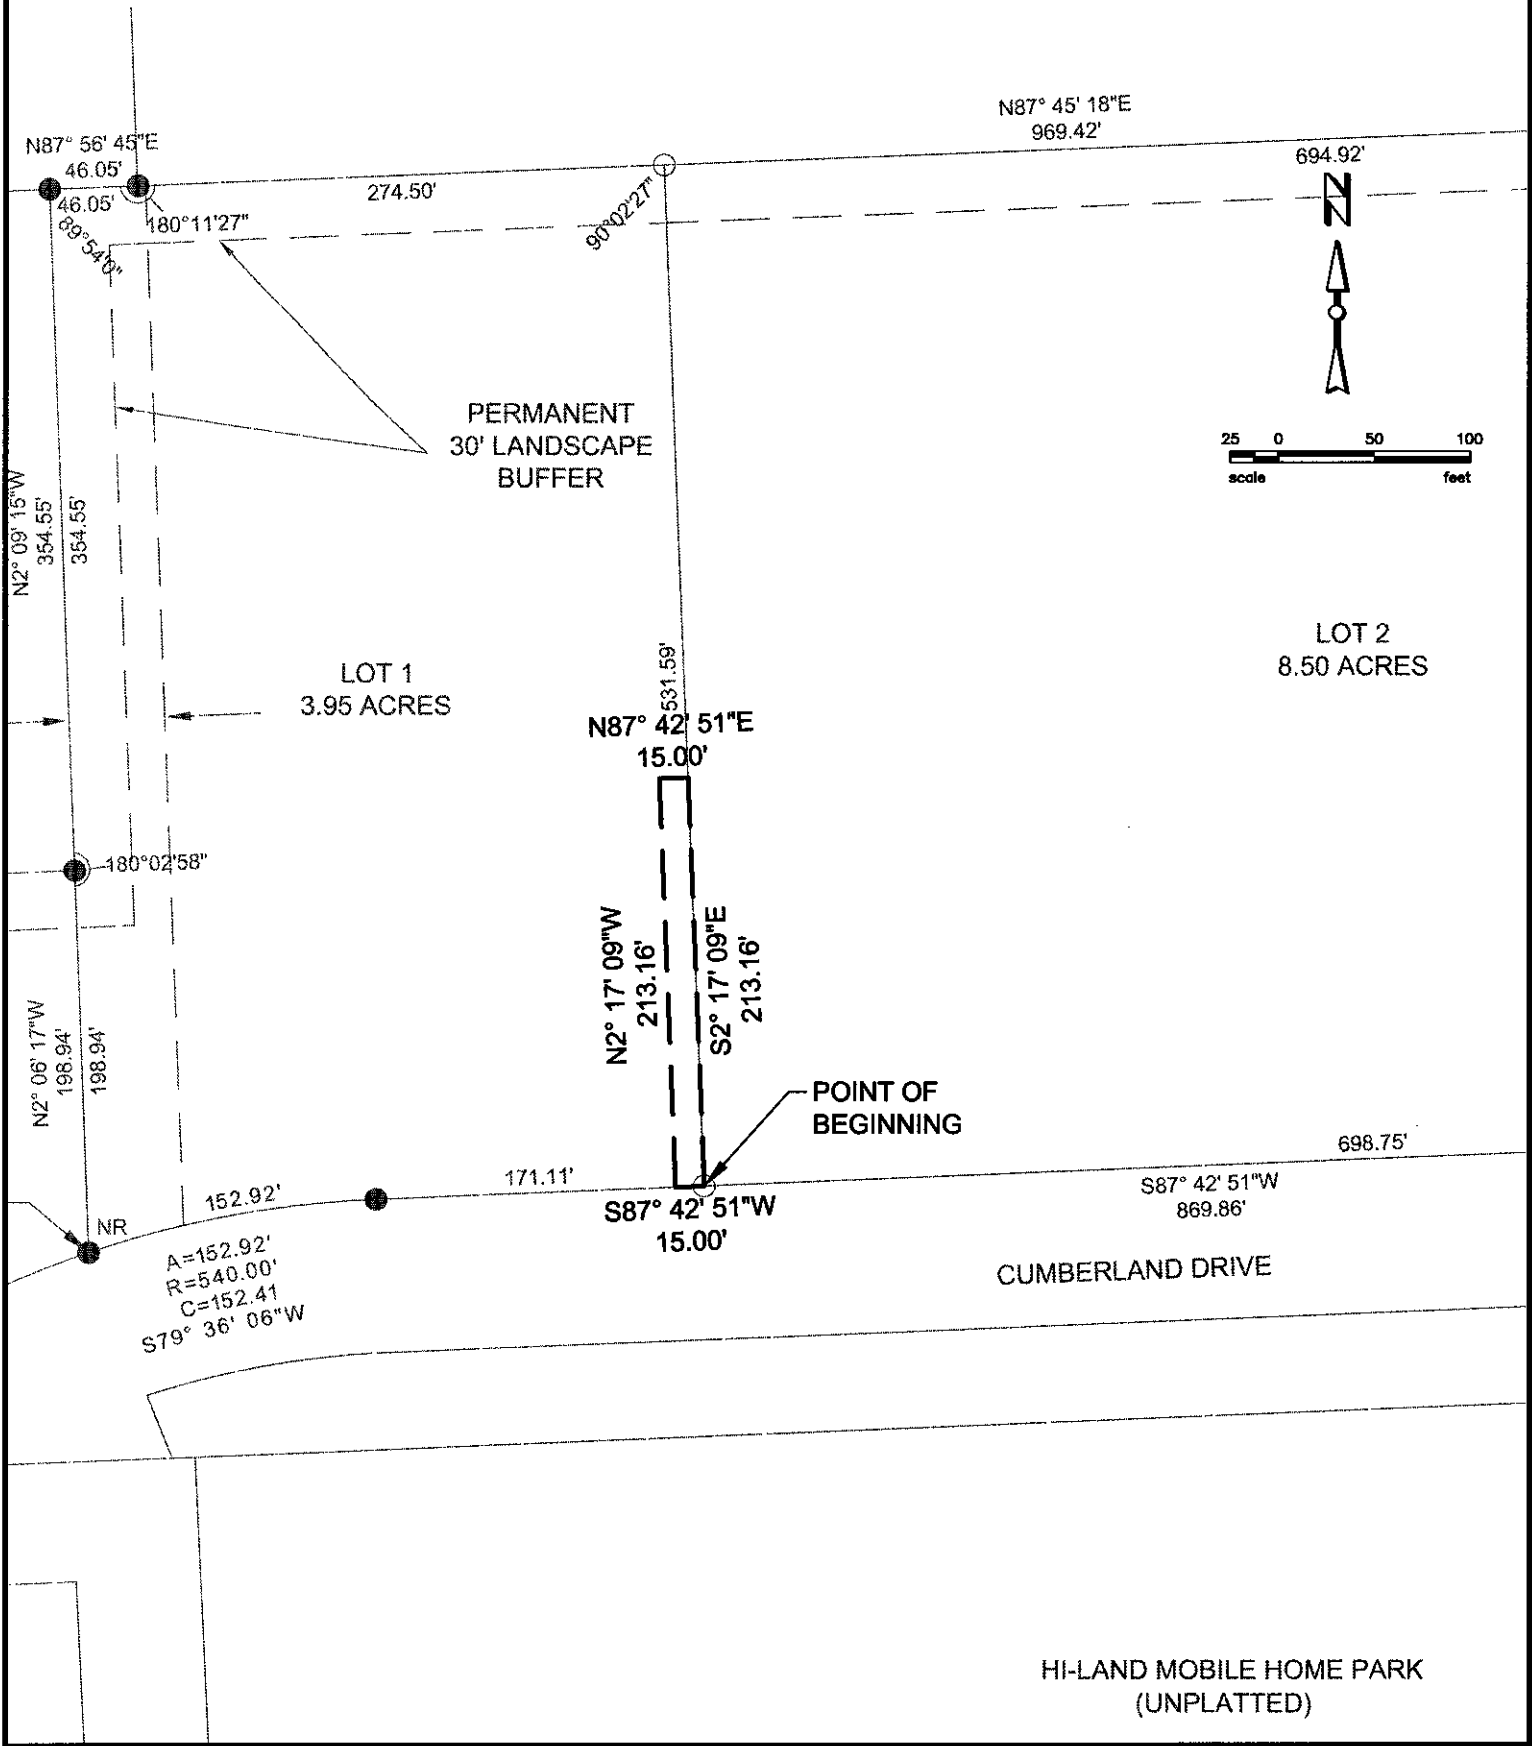 N87° 45' 18"E
969.42'
694.92'
N87° 56' 45"E
46.05'
46.05'
274.50'
180°11'27"
89°54'0"
90°02'27"
N
25 0 50 100
scale feet
PERMANENT
30' LANDSCAPE
BUFFER
N2° 09' 15"W
354.55'
354.55'
LOT 1
3.95 ACRES
LOT 2
8.50 ACRES
531.59'
N87° 42' 51"E
15.00'
180°02'58"
N2° 17' 09"W
213.16'
S2° 17' 09"E
213.16'
N2° 06' 17"W
198.94'
198.94'
POINT OF
BEGINNING
698.75'
171.11'
152.92'
S87° 42' 51"W
869.86'
S87° 42' 51"W
15.00'
NR
A=152.92'
R=540.00'
C=152.41
S79° 36' 06"W
CUMBERLAND DRIVE
HI-LAND MOBILE HOME PARK
(UNPLATTED)